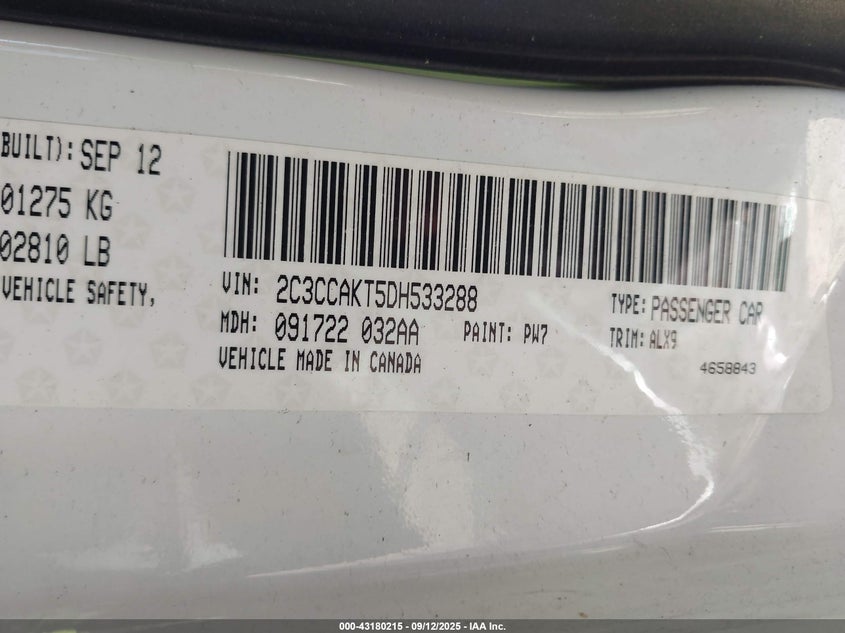 BUILT): SEP 12
01275 KG
02810 LB
VEHICLE SAFETY,
VIN: 2C3CCAKT5DH533288
TYPE: PASSENGER CAR
MDH: 091722 032AA PAINT: PW7 TRIM: ALX9
VEHICLE MADE IN CANADA
4658843
000-43180215 - 09/12/2025 - IAA Inc.